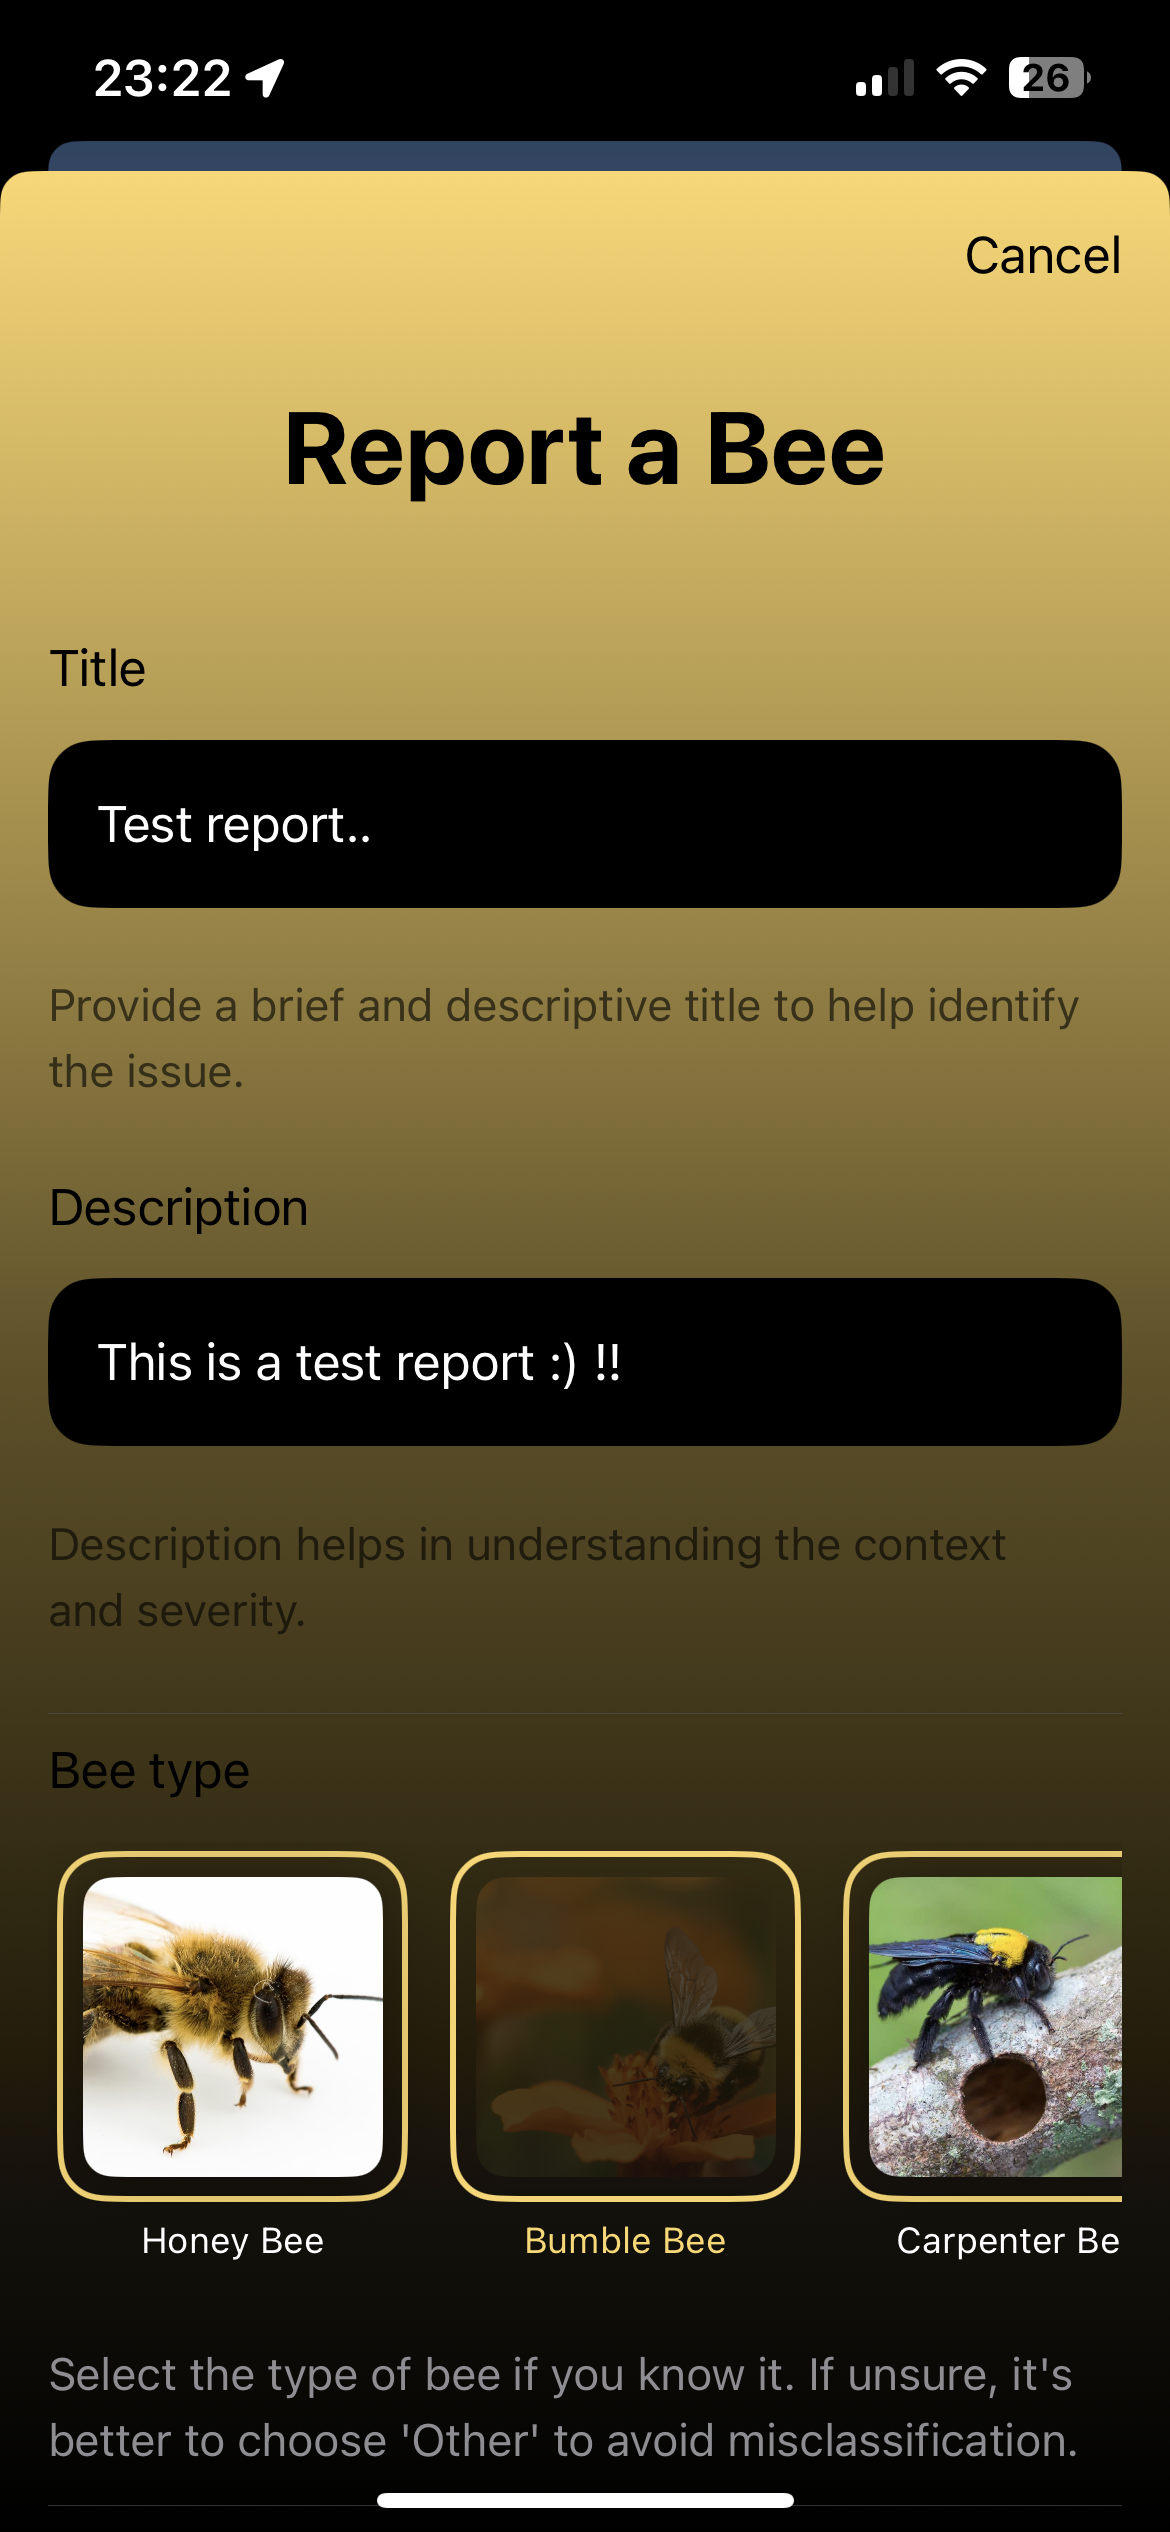 23:22
26
Cancel
Report a Bee
Title
Test report..
Provide a brief and descriptive title to help identify
the issue.
Description
This is a test report :) !!
Description helps in understanding the context
and severity.
Bee type
Honey Bee
Bumble Bee
Carpenter Be
Select the type of bee if you know it. If unsure, it's
better to choose 'Other' to avoid misclassification.